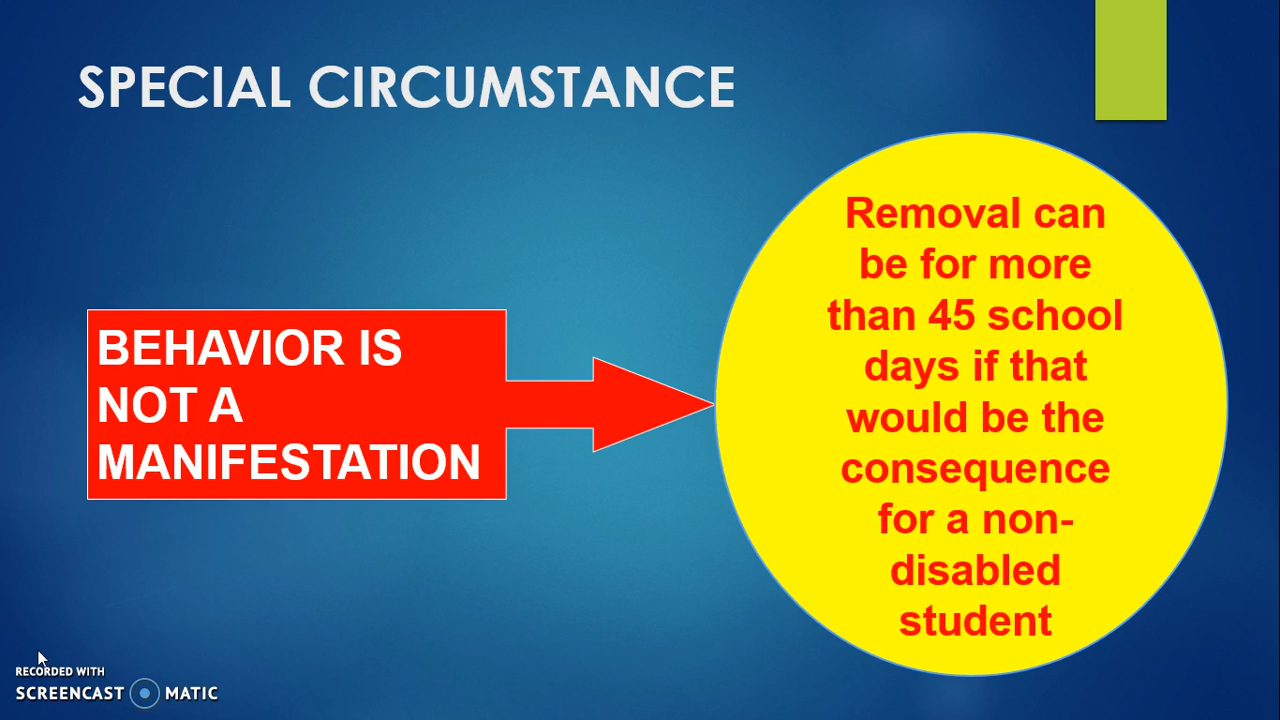 SPECIAL CIRCUMSTANCE
BEHAVIOR IS
NOT A
MANIFESTATION
Removal can
be for more
than 45 school
days if that
would be the
consequence
for a non-
disabled
student
RECORDED WITH
SCREENCAST MATIC